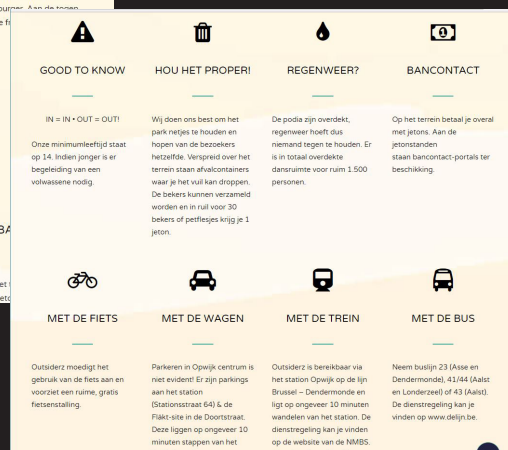 GOOD TO KNOW
IN = IN • OUT = OUT!
Onze minimumleeftijd staat
op 14. Indien jonger is er
begeleiding van een
volwassene nodig.
HOU HET PROPER!
Wij doen ons best om het
park netjes te houden en
hopen van de bezoekers
hetzelfde. Verspreid over het
terrein staan afvalcontainers
waar je het vuil kan droppen.
De bekers kunnen verzameld
worden en in ruil voor 30
bekers of petflesjes krijg je 1
jeton.
REGENWEER?
De podia zijn overdekt,
regenweer hoeft dus
niemand tegen te houden. Er
is in totaal overdekte
dansruimte voor ruim 1.500
personen.
BANCONTACT
Op het terrein betaal je overal
met jetons. Aan de
jetonstanden
staan bancontact-portals ter
beschikking.
MET DE FIETS
Outsiderz moedigt het
gebruik van de fiets aan en
voorziet een ruime, gratis
fietsenstalling.
MET DE WAGEN
Parkeren in Opwijk centrum is
niet evident! Er zijn parkings
aan het station
(Stationsstraat 64) & de
Fläkt-site in de Doortstraat.
Deze liggen op ongeveer 10
minuten stappen van het
MET DE TREIN
Outsiderz is bereikbaar via
het station Opwijk op de lijn
Brussel – Dendermonde en
ligt op ongeveer 10 minuten
wandelen van het station. De
dienstregeling kan je vinden
op de website van de NMBS.
MET DE BUS
Neem buslijn 23 (Asse en
Dendermonde), 41/44 (Aalst
en Londerzeel) of 43 (Aalst).
De dienstregeling kan je
vinden op www.delijn.be.